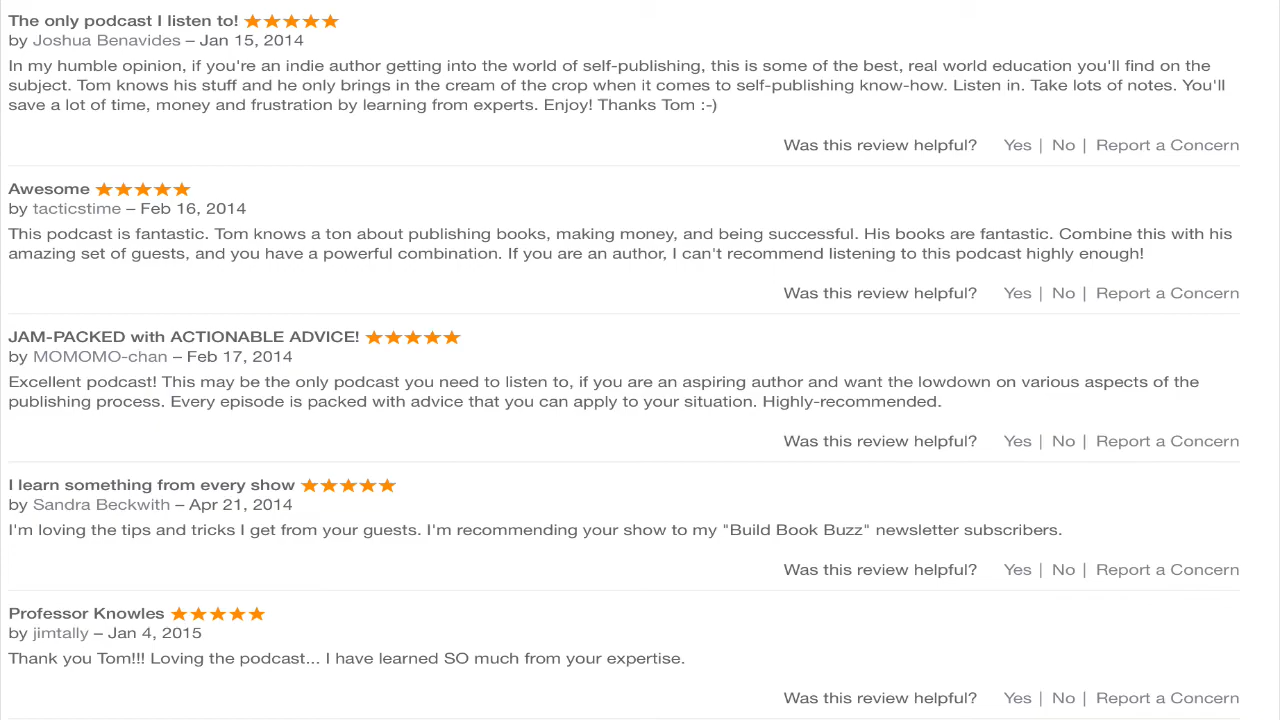 The only podcast I listen to! ★★★★★
by Joshua Benavides – Jan 15, 2014
In my humble opinion, if you're an indie author getting into the world of self-publishing, this is some of the best, real world education you'll find on the
subject. Tom knows his stuff and he only brings in the cream of the crop when it comes to self-publishing know-how. Listen in. Take lots of notes. You'll
save a lot of time, money and frustration by learning from experts. Enjoy! Thanks Tom :-)
Was this review helpful? Yes | No | Report a Concern
Awesome ★★★★★
by tacticstime – Feb 16, 2014
This podcast is fantastic. Tom knows a ton about publishing books, making money, and being successful. His books are fantastic. Combine this with his
amazing set of guests, and you have a powerful combination. If you are an author, I can't recommend listening to this podcast highly enough!
Was this review helpful? Yes | No | Report a Concern
JAM-PACKED with ACTIONABLE ADVICE! ★★★★★
by MOMOMO-chan – Feb 17, 2014
Excellent podcast! This may be the only podcast you need to listen to, if you are an aspiring author and want the lowdown on various aspects of the
publishing process. Every episode is packed with advice that you can apply to your situation. Highly-recommended.
Was this review helpful? Yes | No | Report a Concern
I learn something from every show ★★★★★
by Sandra Beckwith – Apr 21, 2014
I'm loving the tips and tricks I get from your guests. I'm recommending your show to my "Build Book Buzz" newsletter subscribers.
Was this review helpful? Yes | No | Report a Concern
Professor Knowles ★★★★★
by jimtally – Jan 4, 2015
Thank you Tom!!! Loving the podcast... I have learned SO much from your expertise.
Was this review helpful? Yes | No | Report a Concern